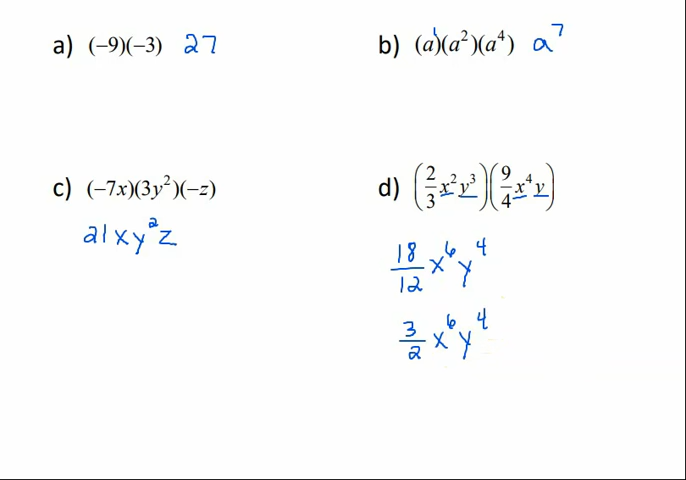 a) (−9)(−3) 27
b) (a¹)(a²)(a⁴) a⁷
c) (−7x)(3y²)(−z)
21xy²z
d) (2/3 x²y³)(9/4 x⁴y)
18/12 x⁶y⁴
3/2 x⁶y⁴